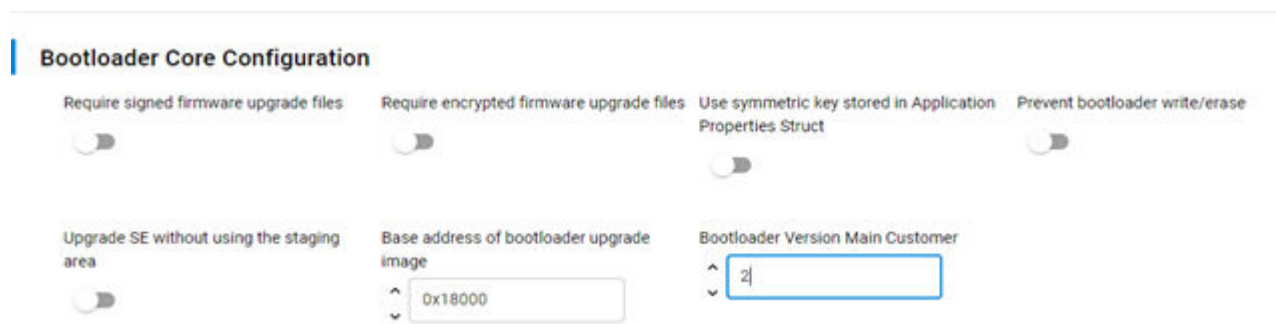 Bootloader Core Configuration
Require signed firmware upgrade files
Require encrypted firmware upgrade files
Use symmetric key stored in Application
Properties Struct
Prevent bootloader write/erase
Upgrade SE without using the staging
area
Base address of bootloader upgrade
image
0x18000
Bootloader Version Main Customer
2